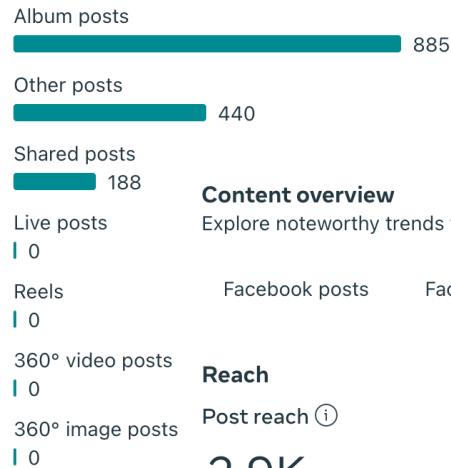 Album posts
885
Other posts
440
Shared posts
188
Live posts
0
Reels
0
360° video posts
0
360° image posts
0
Content overview
Explore noteworthy trends
Facebook posts
Reach
Post reach